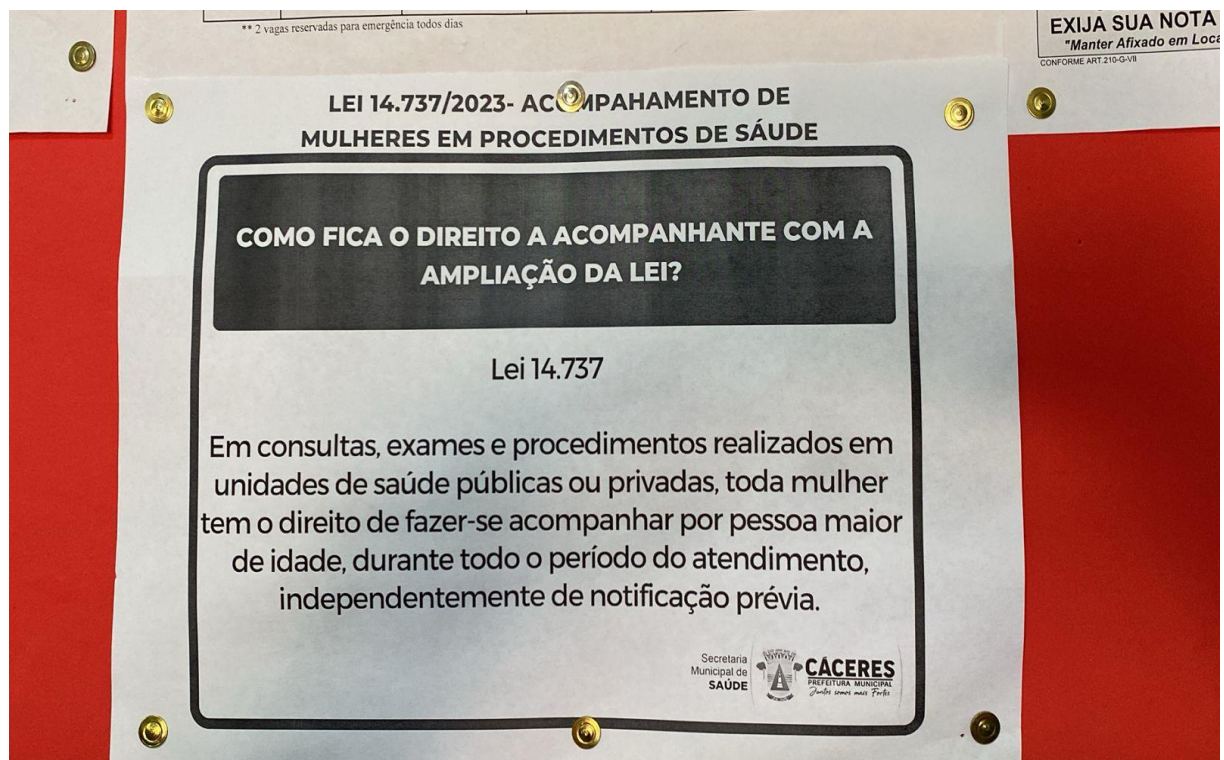 ** 2 vagas reservadas para emergência todos dias
EXIJA SUA NOTA
"Manter Afixado em Loca
CONFORME ART.210-G-VII
LEI 14.737/2023- ACOMPAHAMENTO DE
MULHERES EM PROCEDIMENTOS DE SÁUDE
COMO FICA O DIREITO A ACOMPANHANTE COM A
AMPLIAÇÃO DA LEI?
Lei 14.737
Em consultas, exames e procedimentos realizados em
unidades de saúde públicas ou privadas, toda mulher
tem o direito de fazer-se acompanhar por pessoa maior
de idade, durante todo o período do atendimento,
independentemente de notificação prévia.
Secretaria
Municipal de
SAÚDE
CÁCERES
PREFEITURA MUNICIPAL
Juntos somos mais Fortes